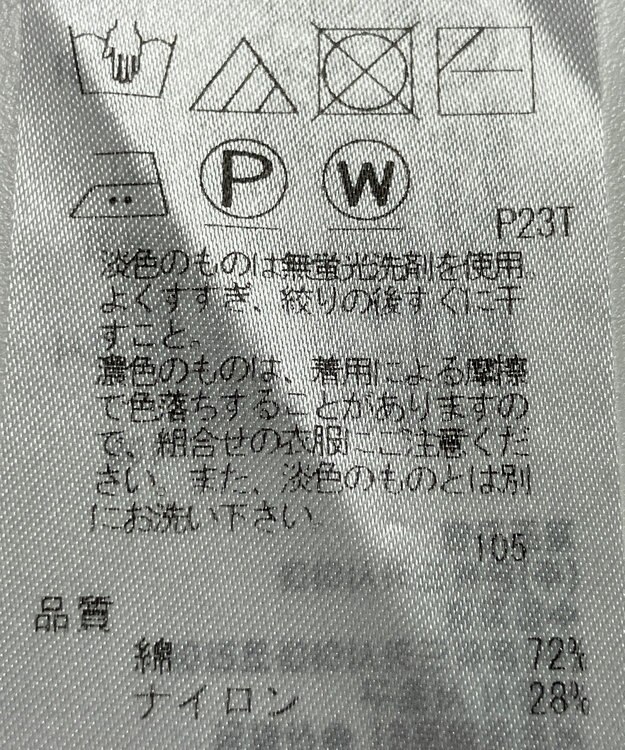 P W
P23T
淡色のものは無蛍光洗剤を使用。
よくすすぎ、絞りの後すぐに干
すこと。
濃色のものは、着用による摩擦
で色落ちすることがありますの
で、組合せの衣服にご注意くだ
さい。また、淡色のものとは別
にお洗い下さい。
105
品質
綿 72%
ナイロン 28%